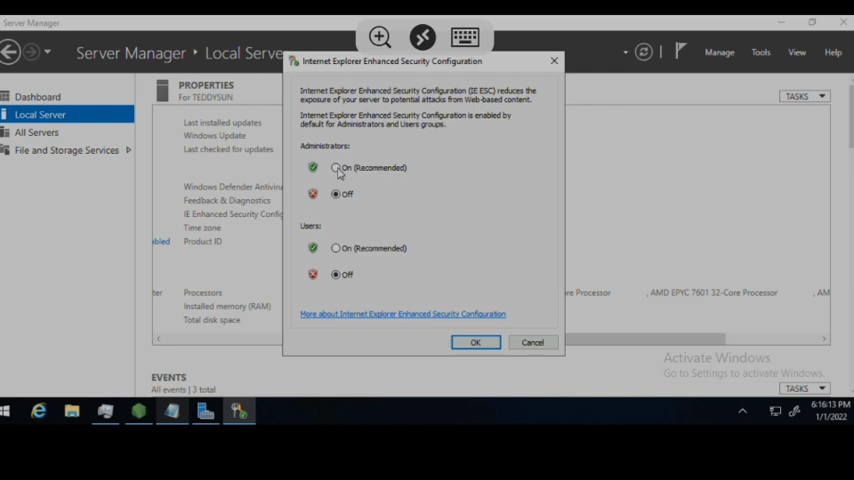 Server Manager
Server Manager
Local Serve
Manage
Tools
View
Help
Internet Explorer Enhanced Security Configuration
Internet Explorer Enhanced Security Configuration (IE ESC) reduces the
exposure of your server to potential attacks from Web-based content.
Internet Explorer Enhanced Security Configuration is enabled by
default for Administrators and Users groups.
Administrators:
On (Recommended)
Off
Users:
On (Recommended)
Off
More about Internet Explorer Enhanced Security Configuration
OK
Cancel
Dashboard
Local Server
All Servers
File and Storage Services
PROPERTIES
For TEDDYSUN
TASKS
Last installed updates
Windows Update
Last checked for updates
Windows Defender Antiviru
Feedback & Diagnostics
IE Enhanced Security Config
Time zone
abled
Product ID
ter
Processors
re Processor
, AMD EPYC 7601 32-Core Processor
, AM
Installed memory (RAM)
Total disk space
Activate Windows
Go to Settings to activate Windows.
EVENTS
All events | 3 total
TASKS
6:16:13 PM
1/1/2022